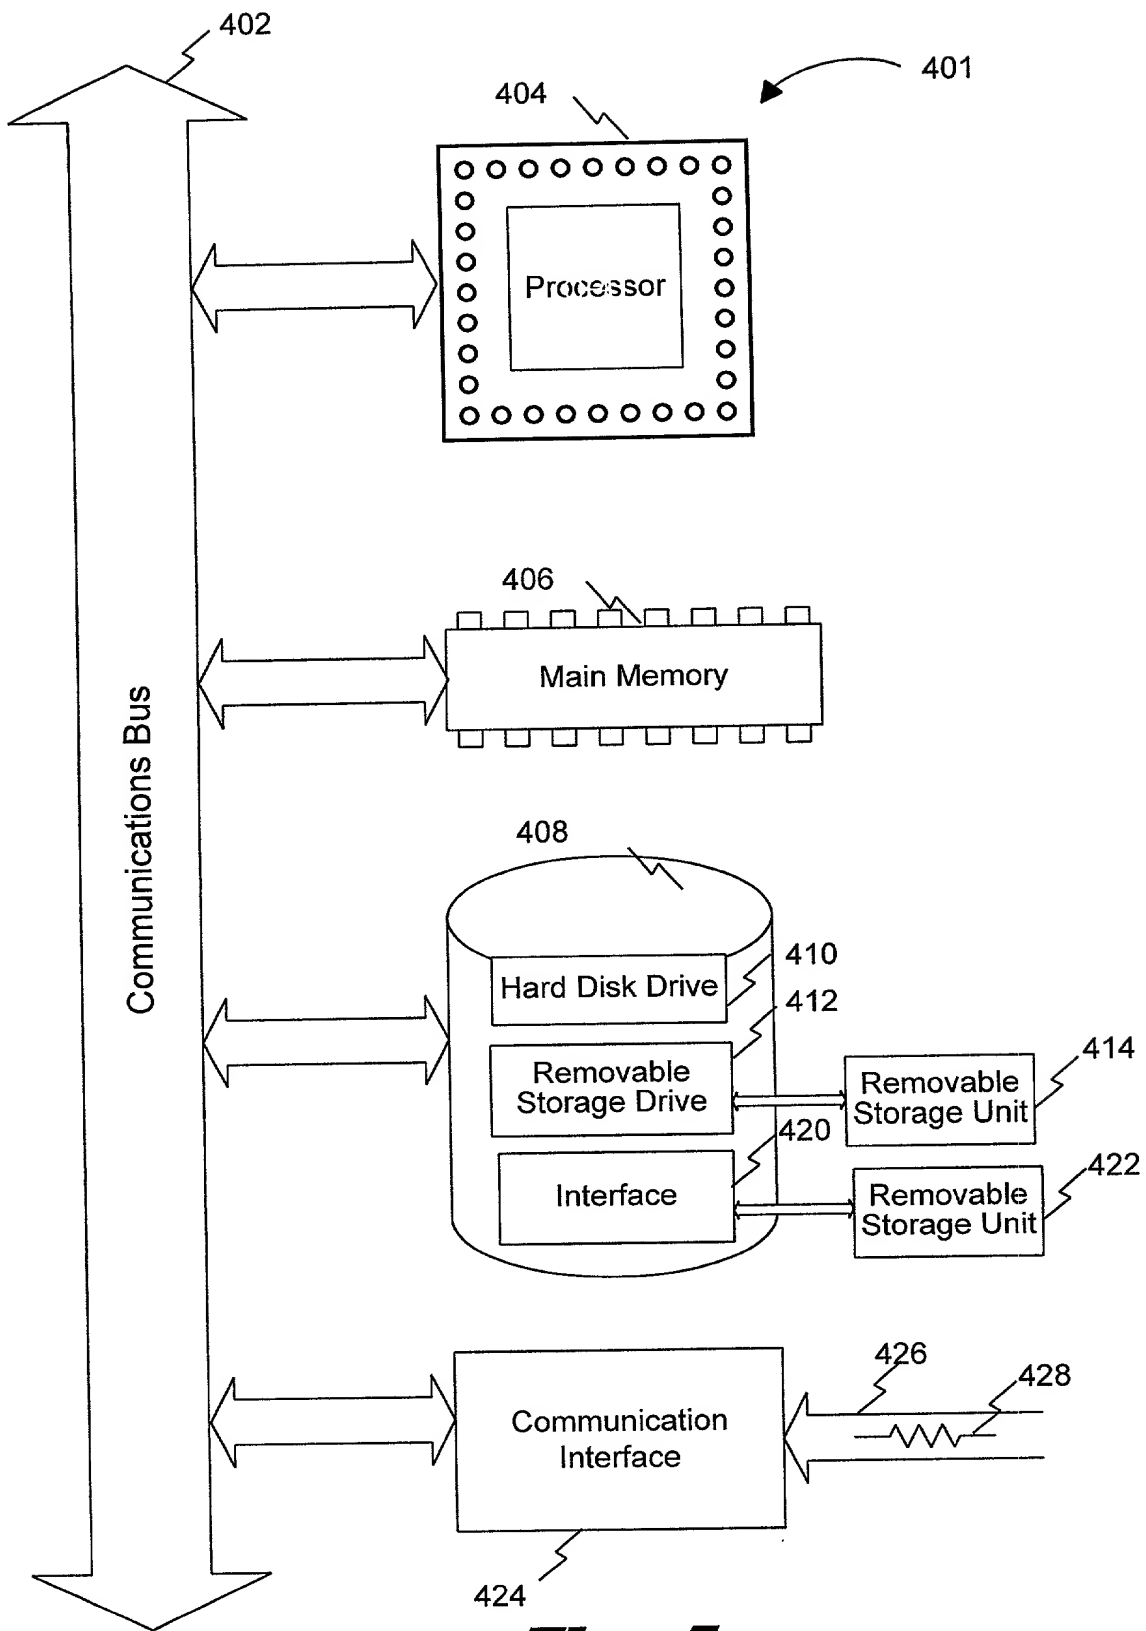 402
401
404
Processor
406
Main Memory
Communications Bus
408
410
Hard Disk Drive
412
Removable
Storage Drive
414
Removable
Storage Unit
420
Interface
422
Removable
Storage Unit
426
428
Communication
Interface
424